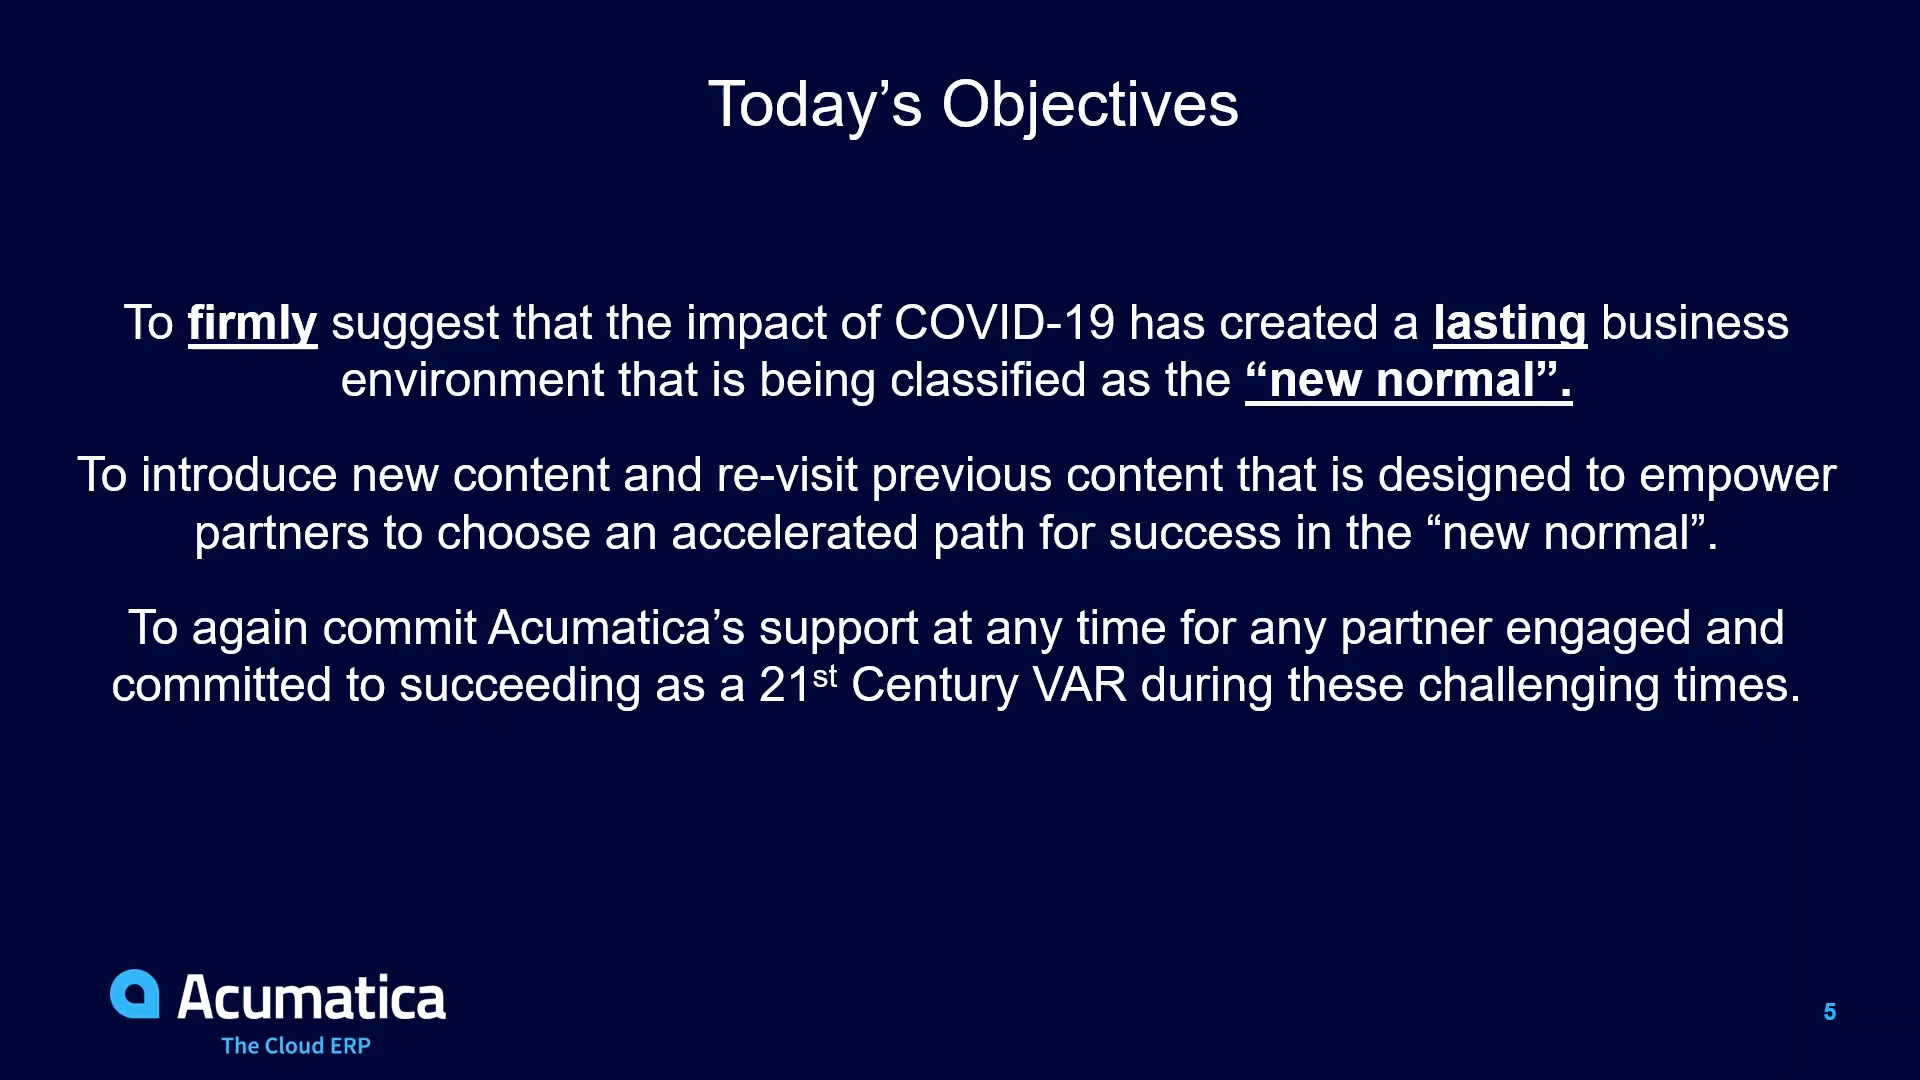 Today’s Objectives
To firmly suggest that the impact of COVID-19 has created a lasting business
environment that is being classified as the “new normal”.
To introduce new content and re-visit previous content that is designed to empower
partners to choose an accelerated path for success in the “new normal”.
To again commit Acumatica’s support at any time for any partner engaged and
committed to succeeding as a 21st Century VAR during these challenging times.
Acumatica
The Cloud ERP
5